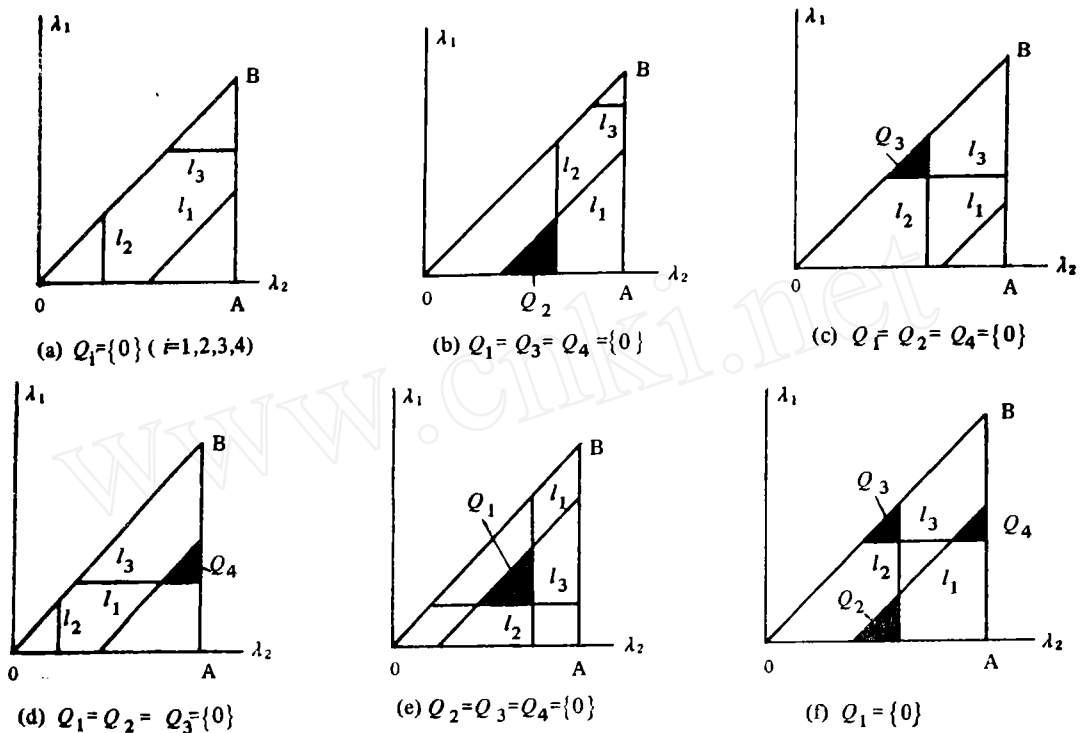 λ₁
B
l₃
l₁
l₂
0
A
λ₂
(a) Q₁={0} ( i=1,2,3,4)
λ₁
B
l₃
l₂
l₁
0
Q₂
A
λ₂
(b) Q₁= Q₃= Q₄={0}
λ₁
B
Q₃
l₃
l₂
l₁
0
A
λ₂
(c) Q₁= Q₂= Q₄={0}
λ₁
B
l₃
Q₄
l₁
l₂
0
A
λ₂
(d) Q₁= Q₂= Q₃={0}
λ₁
B
Q₁
l₁
l₃
l₂
0
A
λ₂
(e) Q₂=Q₃=Q₄={0}
λ₁
B
Q₃
l₃
Q₄
l₂
l₁
Q₂
0
A
λ₂
(f) Q₁={0}
www.cnki.net